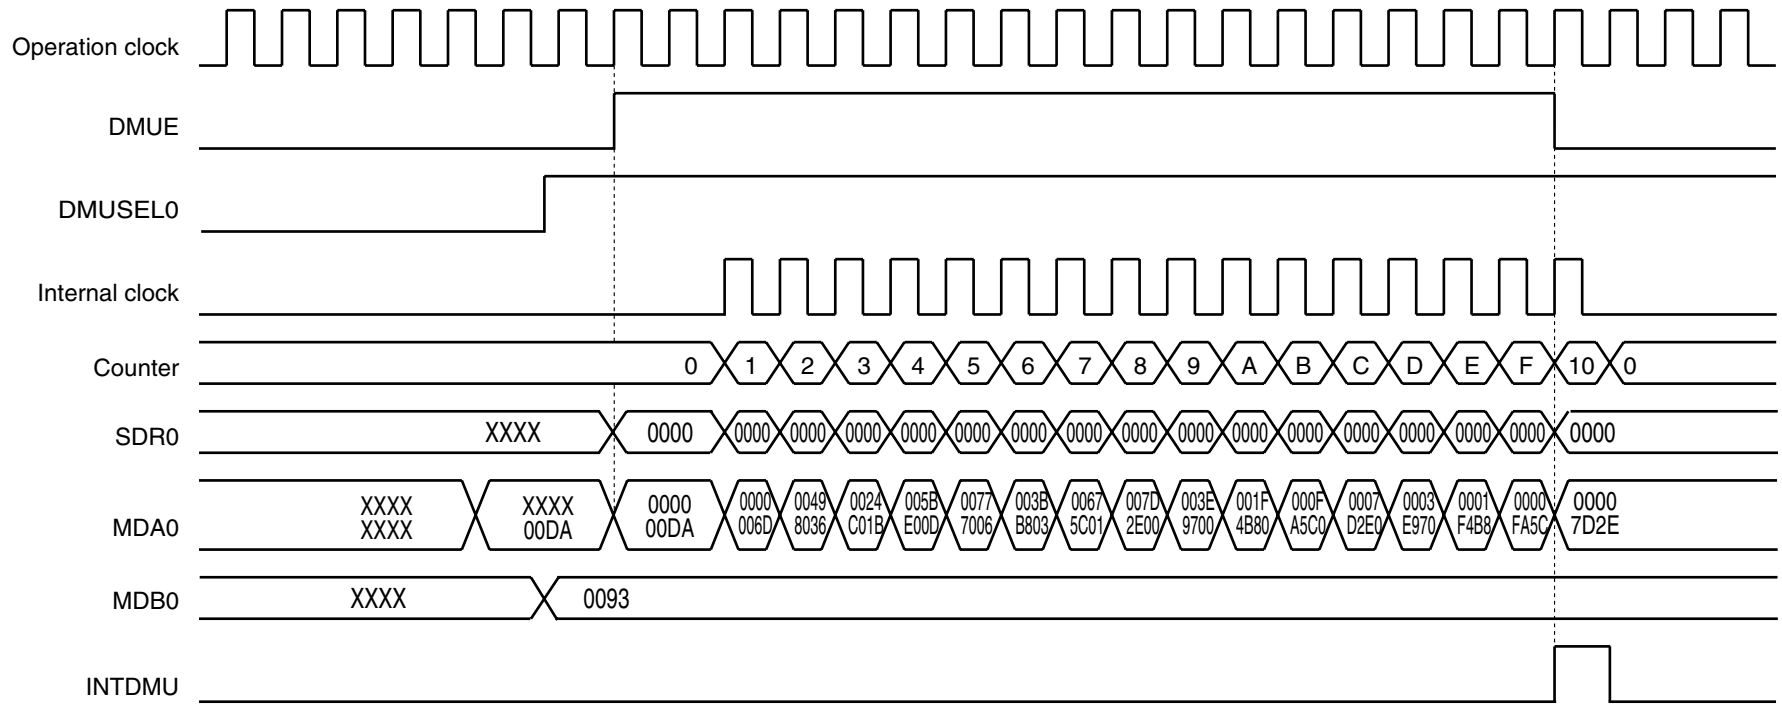 Operation clock
DMUE
DMUSEL0
Internal clock
Counter 0 1 2 3 4 5 6 7 8 9 A B C D E F 10 0
SDR0 XXXX 0000 0000 0000 0000 0000 0000 0000 0000 0000 0000 0000 0000 0000 0000 0000 0000 0000
XXXX XXXX 0000 0000 0049 0024 005B 0077 003B 0067 007D 003E 001F 000F 0007 0003 0001 0000 0000
MDA0 XXXX 00DA 00DA 006D 8036 C01B E00D 7006 B803 5C01 2E00 9700 4B80 A5C0 D2E0 E970 F4B8 FA5C 7D2E
MDB0 XXXX 0093
INTDMU